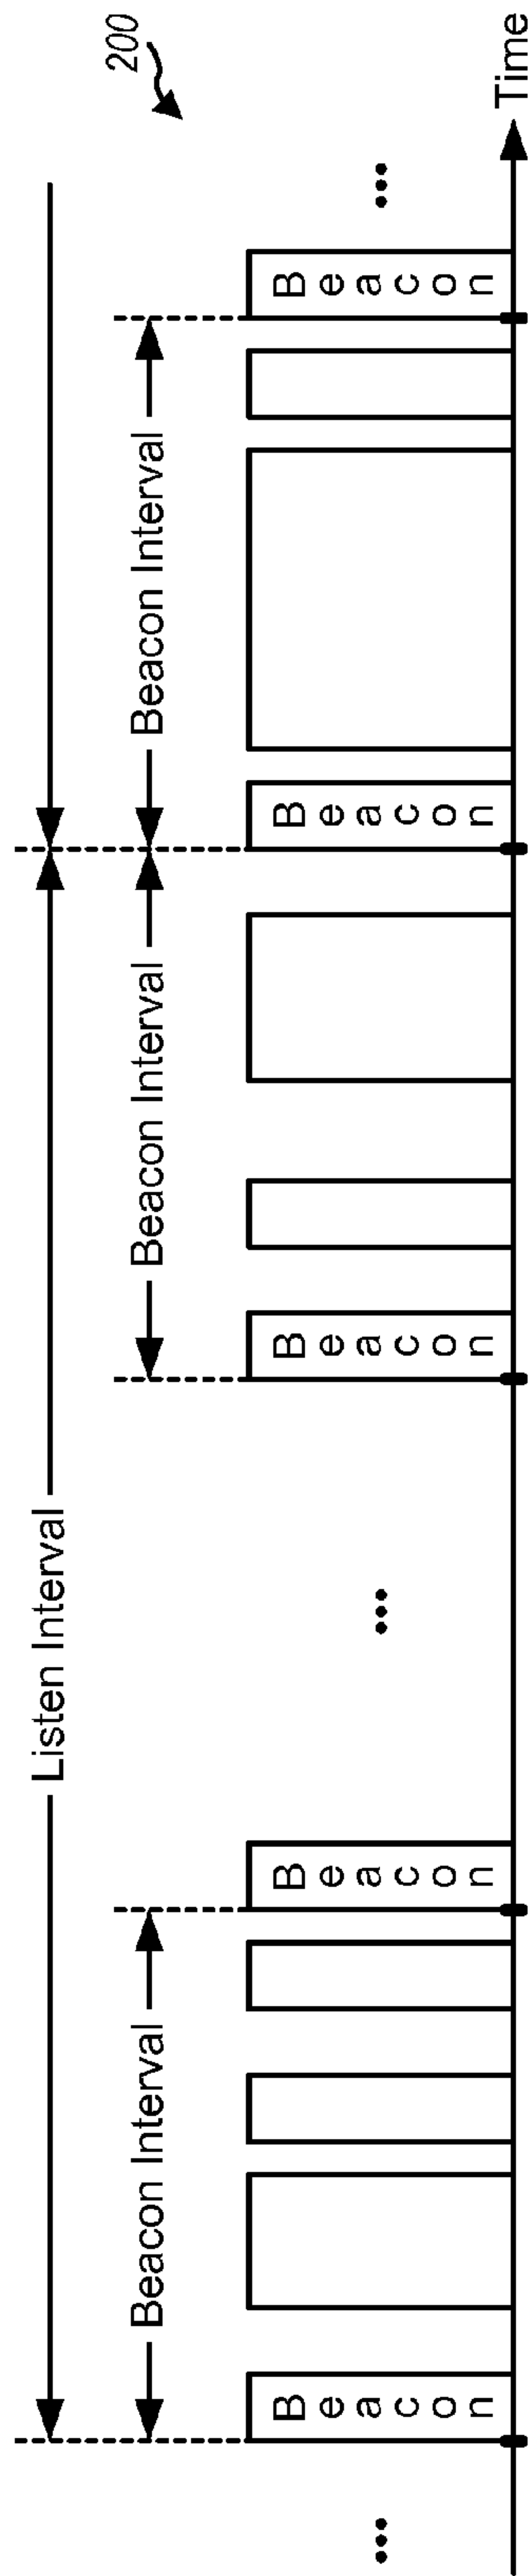 200
Listen Interval
Beacon Interval
Beacon Interval
Beacon Interval
...
Beacon
Beacon
...
Beacon
Beacon
Beacon
...
Time